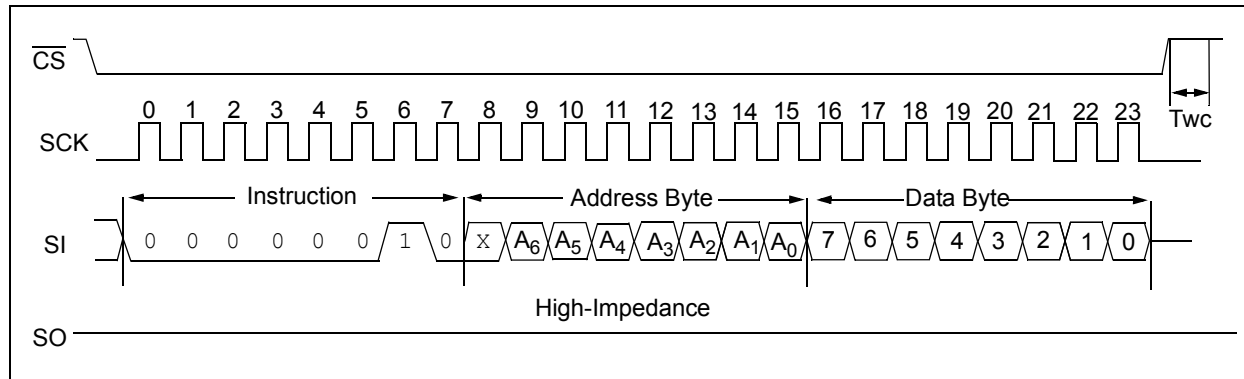 CS
0 1 2 3 4 5 6 7 8 9 10 11 12 13 14 15 16 17 18 19 20 21 22 23
Twc
SCK
Instruction Address Byte Data Byte
SI 0 0 0 0 0 0 1 0 X A6 A5 A4 A3 A2 A1 A0 7 6 5 4 3 2 1 0
High-Impedance
SO